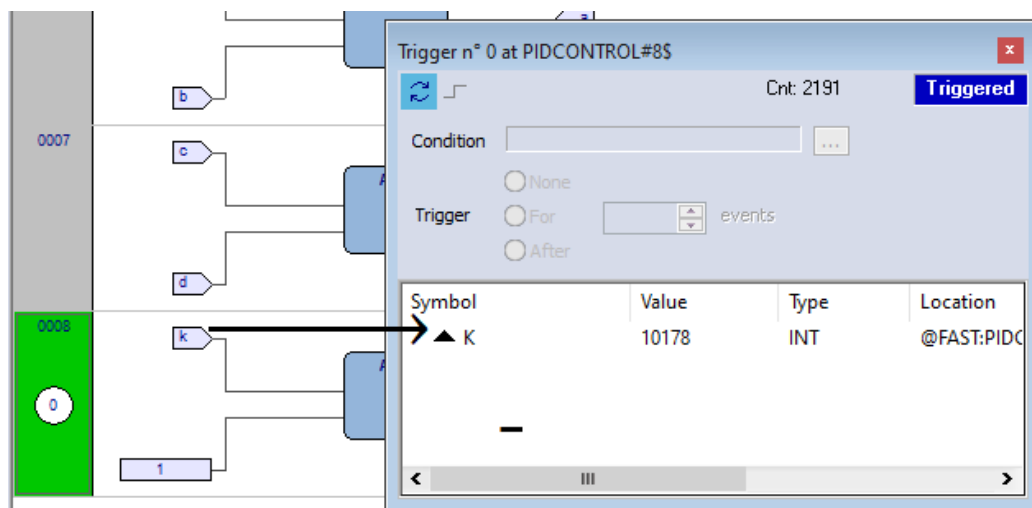 a
Trigger n° 0 at PIDCONTROL#8$
x
Cnt: 2191
Triggered
b
0007
c
Condition
...
None
Trigger
For
events
After
d
Symbol Value Type Location
0008
k
K 10178 INT @FAST:PIDC
0
1